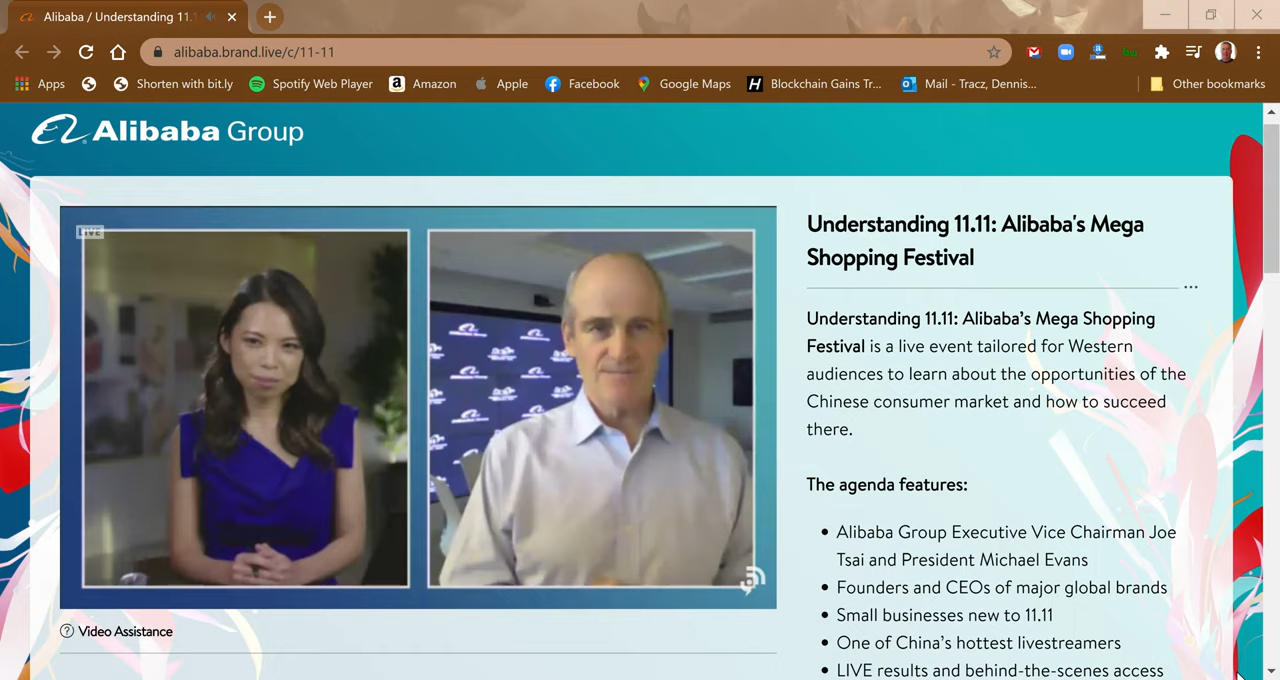 Alibaba / Understanding 11.1
alibaba.brand.live/c/11-11
Apps
Shorten with bit.ly
Spotify Web Player
Amazon
Apple
Facebook
Google Maps
Blockchain Gains Tr...
Mail - Tracz, Dennis...
Other bookmarks
Alibaba Group
LIVE
Understanding 11.11: Alibaba's Mega
Shopping Festival
Understanding 11.11: Alibaba's Mega Shopping
Festival is a live event tailored for Western
audiences to learn about the opportunities of the
Chinese consumer market and how to succeed
there.
The agenda features:
• Alibaba Group Executive Vice Chairman Joe
Tsai and President Michael Evans
• Founders and CEOs of major global brands
• Small businesses new to 11.11
• One of China's hottest livestreamers
• LIVE results and behind-the-scenes access
Video Assistance